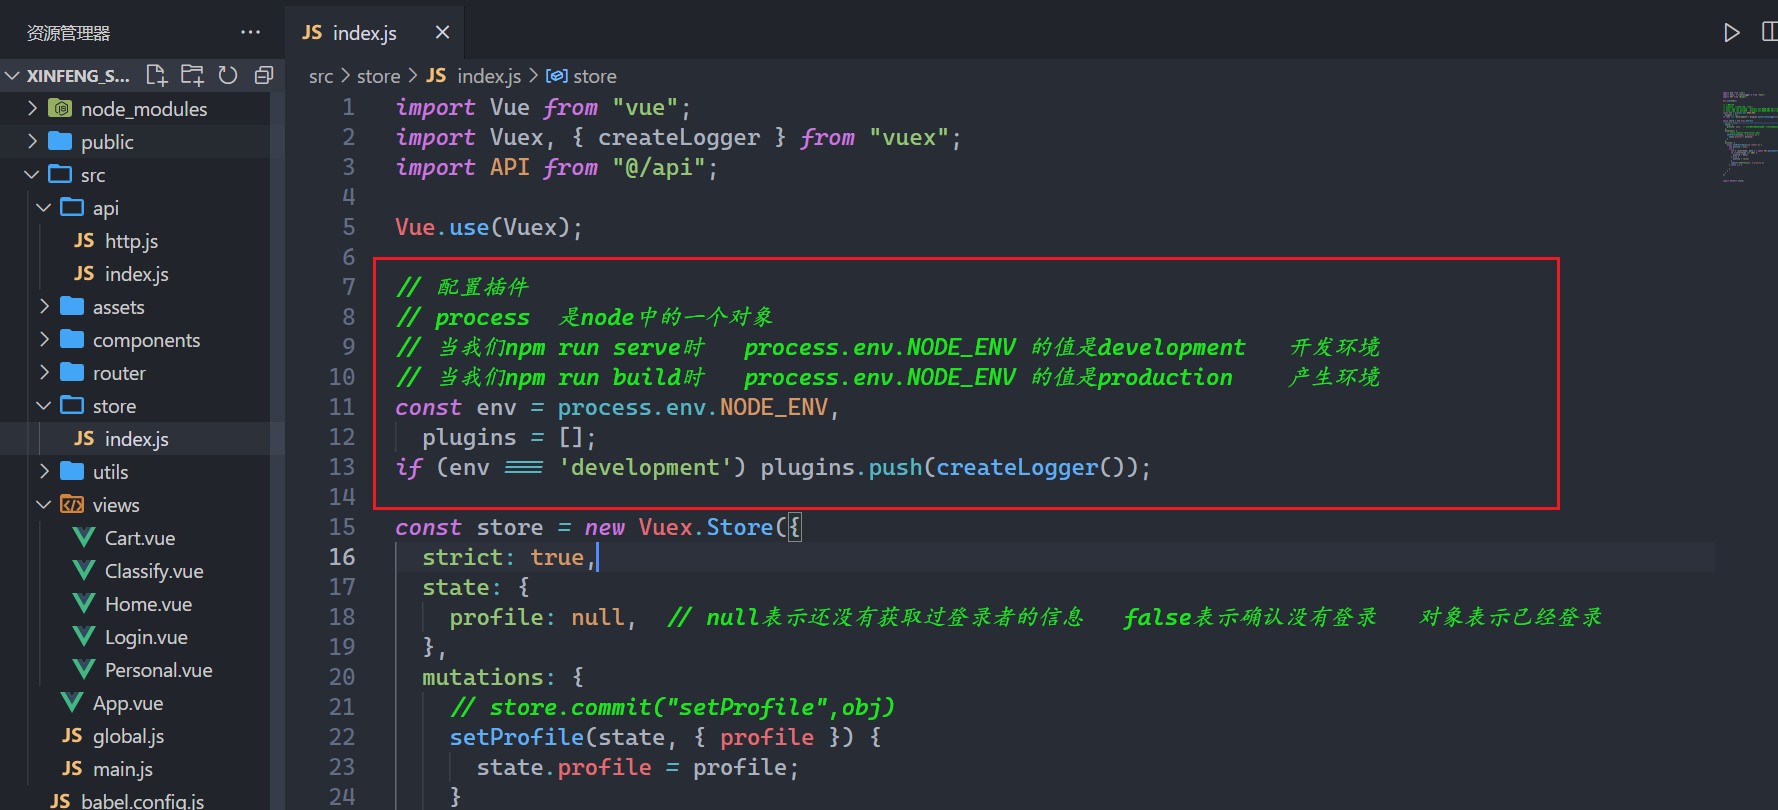 资源管理器 ···
JS index.js ×
XINFENG_S...
src > store > JS index.js > store
node_modules
public
src
api
JS http.js
JS index.js
assets
components
router
store
JS index.js
utils
views
Cart.vue
Classify.vue
Home.vue
Login.vue
Personal.vue
App.vue
JS global.js
JS main.js
JS babel.config.js
1 import Vue from "vue";
2 import Vuex, { createLogger } from "vuex";
3 import API from "@/api";
4
5 Vue.use(Vuex);
6
7 // 配置插件
8 // process 是node中的一个对象
9 // 当我们npm run serve时 process.env.NODE_ENV 的值是development 开发环境
10 // 当我们npm run build时 process.env.NODE_ENV 的值是production 产生环境
11 const env = process.env.NODE_ENV,
12 plugins = [];
13 if (env === 'development') plugins.push(createLogger());
14
15 const store = new Vuex.Store({
16 strict: true,
17 state: {
18 profile: null, // null表示还没有获取过登录者的信息 false表示确认没有登录 对象表示已经登录
19 },
20 mutations: {
21 // store.commit("setProfile",obj)
22 setProfile(state, { profile }) {
23 state.profile = profile;
24 }